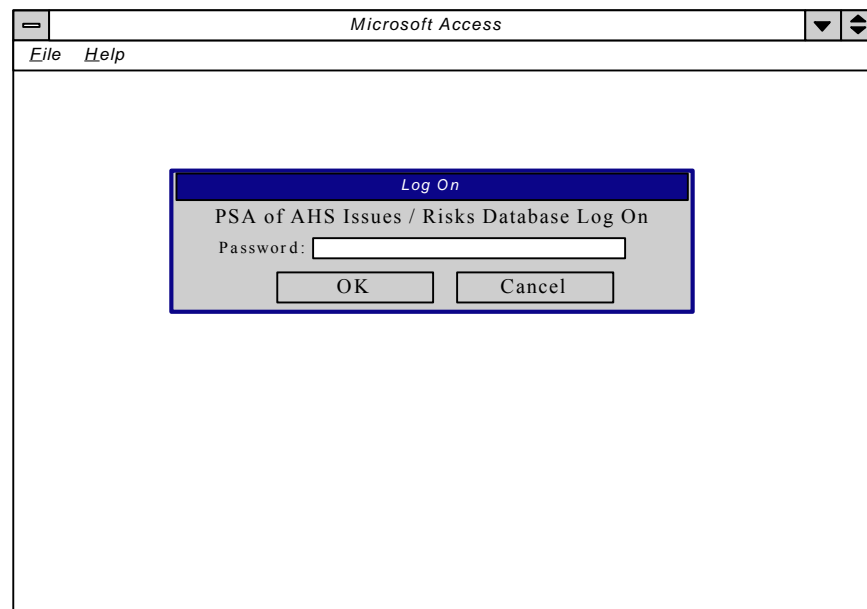 Microsoft Access
File Help
Log On
PSA of AHS Issues / Risks Database Log On
Password:
OK Cancel